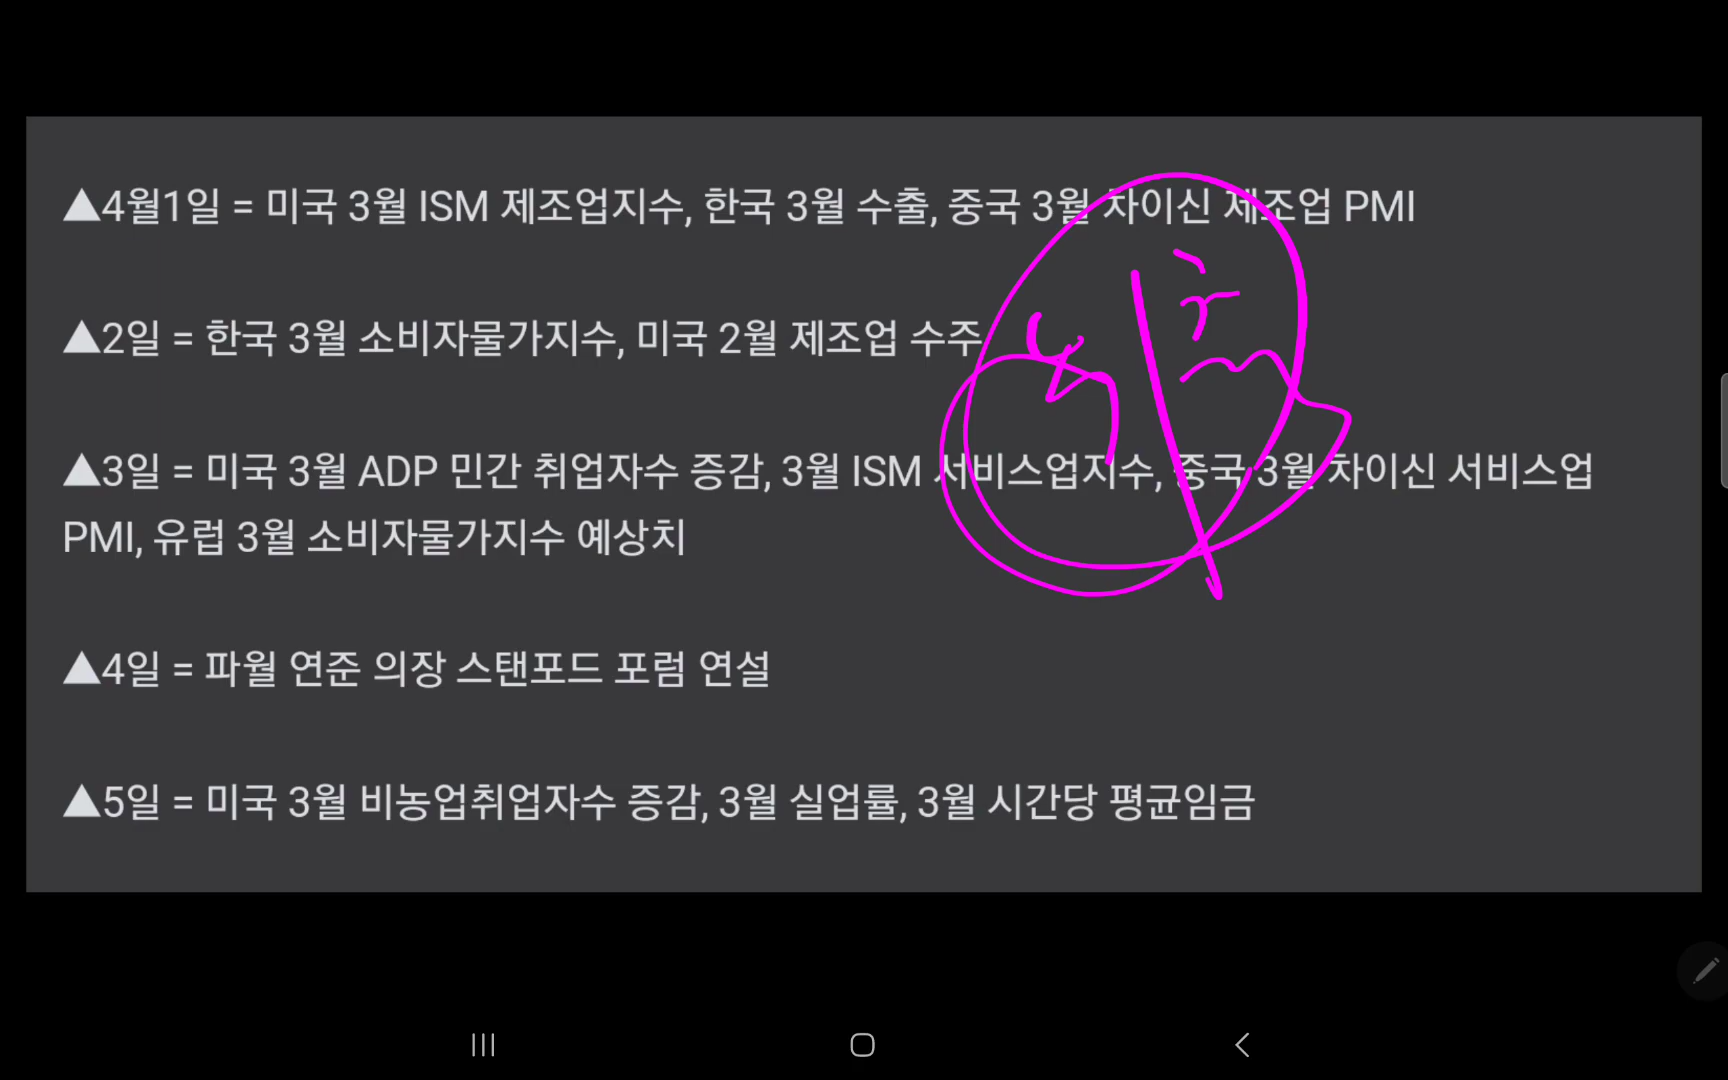 ▲4월1일 = 미국 3월 ISM 제조업지수, 한국 3월 수출, 중국 3월 차이신 제조업 PMI
▲2일 = 한국 3월 소비자물가지수, 미국 2월 제조업 수주
▲3일 = 미국 3월 ADP 민간 취업자수 증감, 3월 ISM 서비스업지수, 중국 3월 차이신 서비스업
PMI, 유럽 3월 소비자물가지수 예상치
▲4일 = 파월 연준 의장 스탠포드 포럼 연설
▲5일 = 미국 3월 비농업취업자수 증감, 3월 실업률, 3월 시간당 평균임금